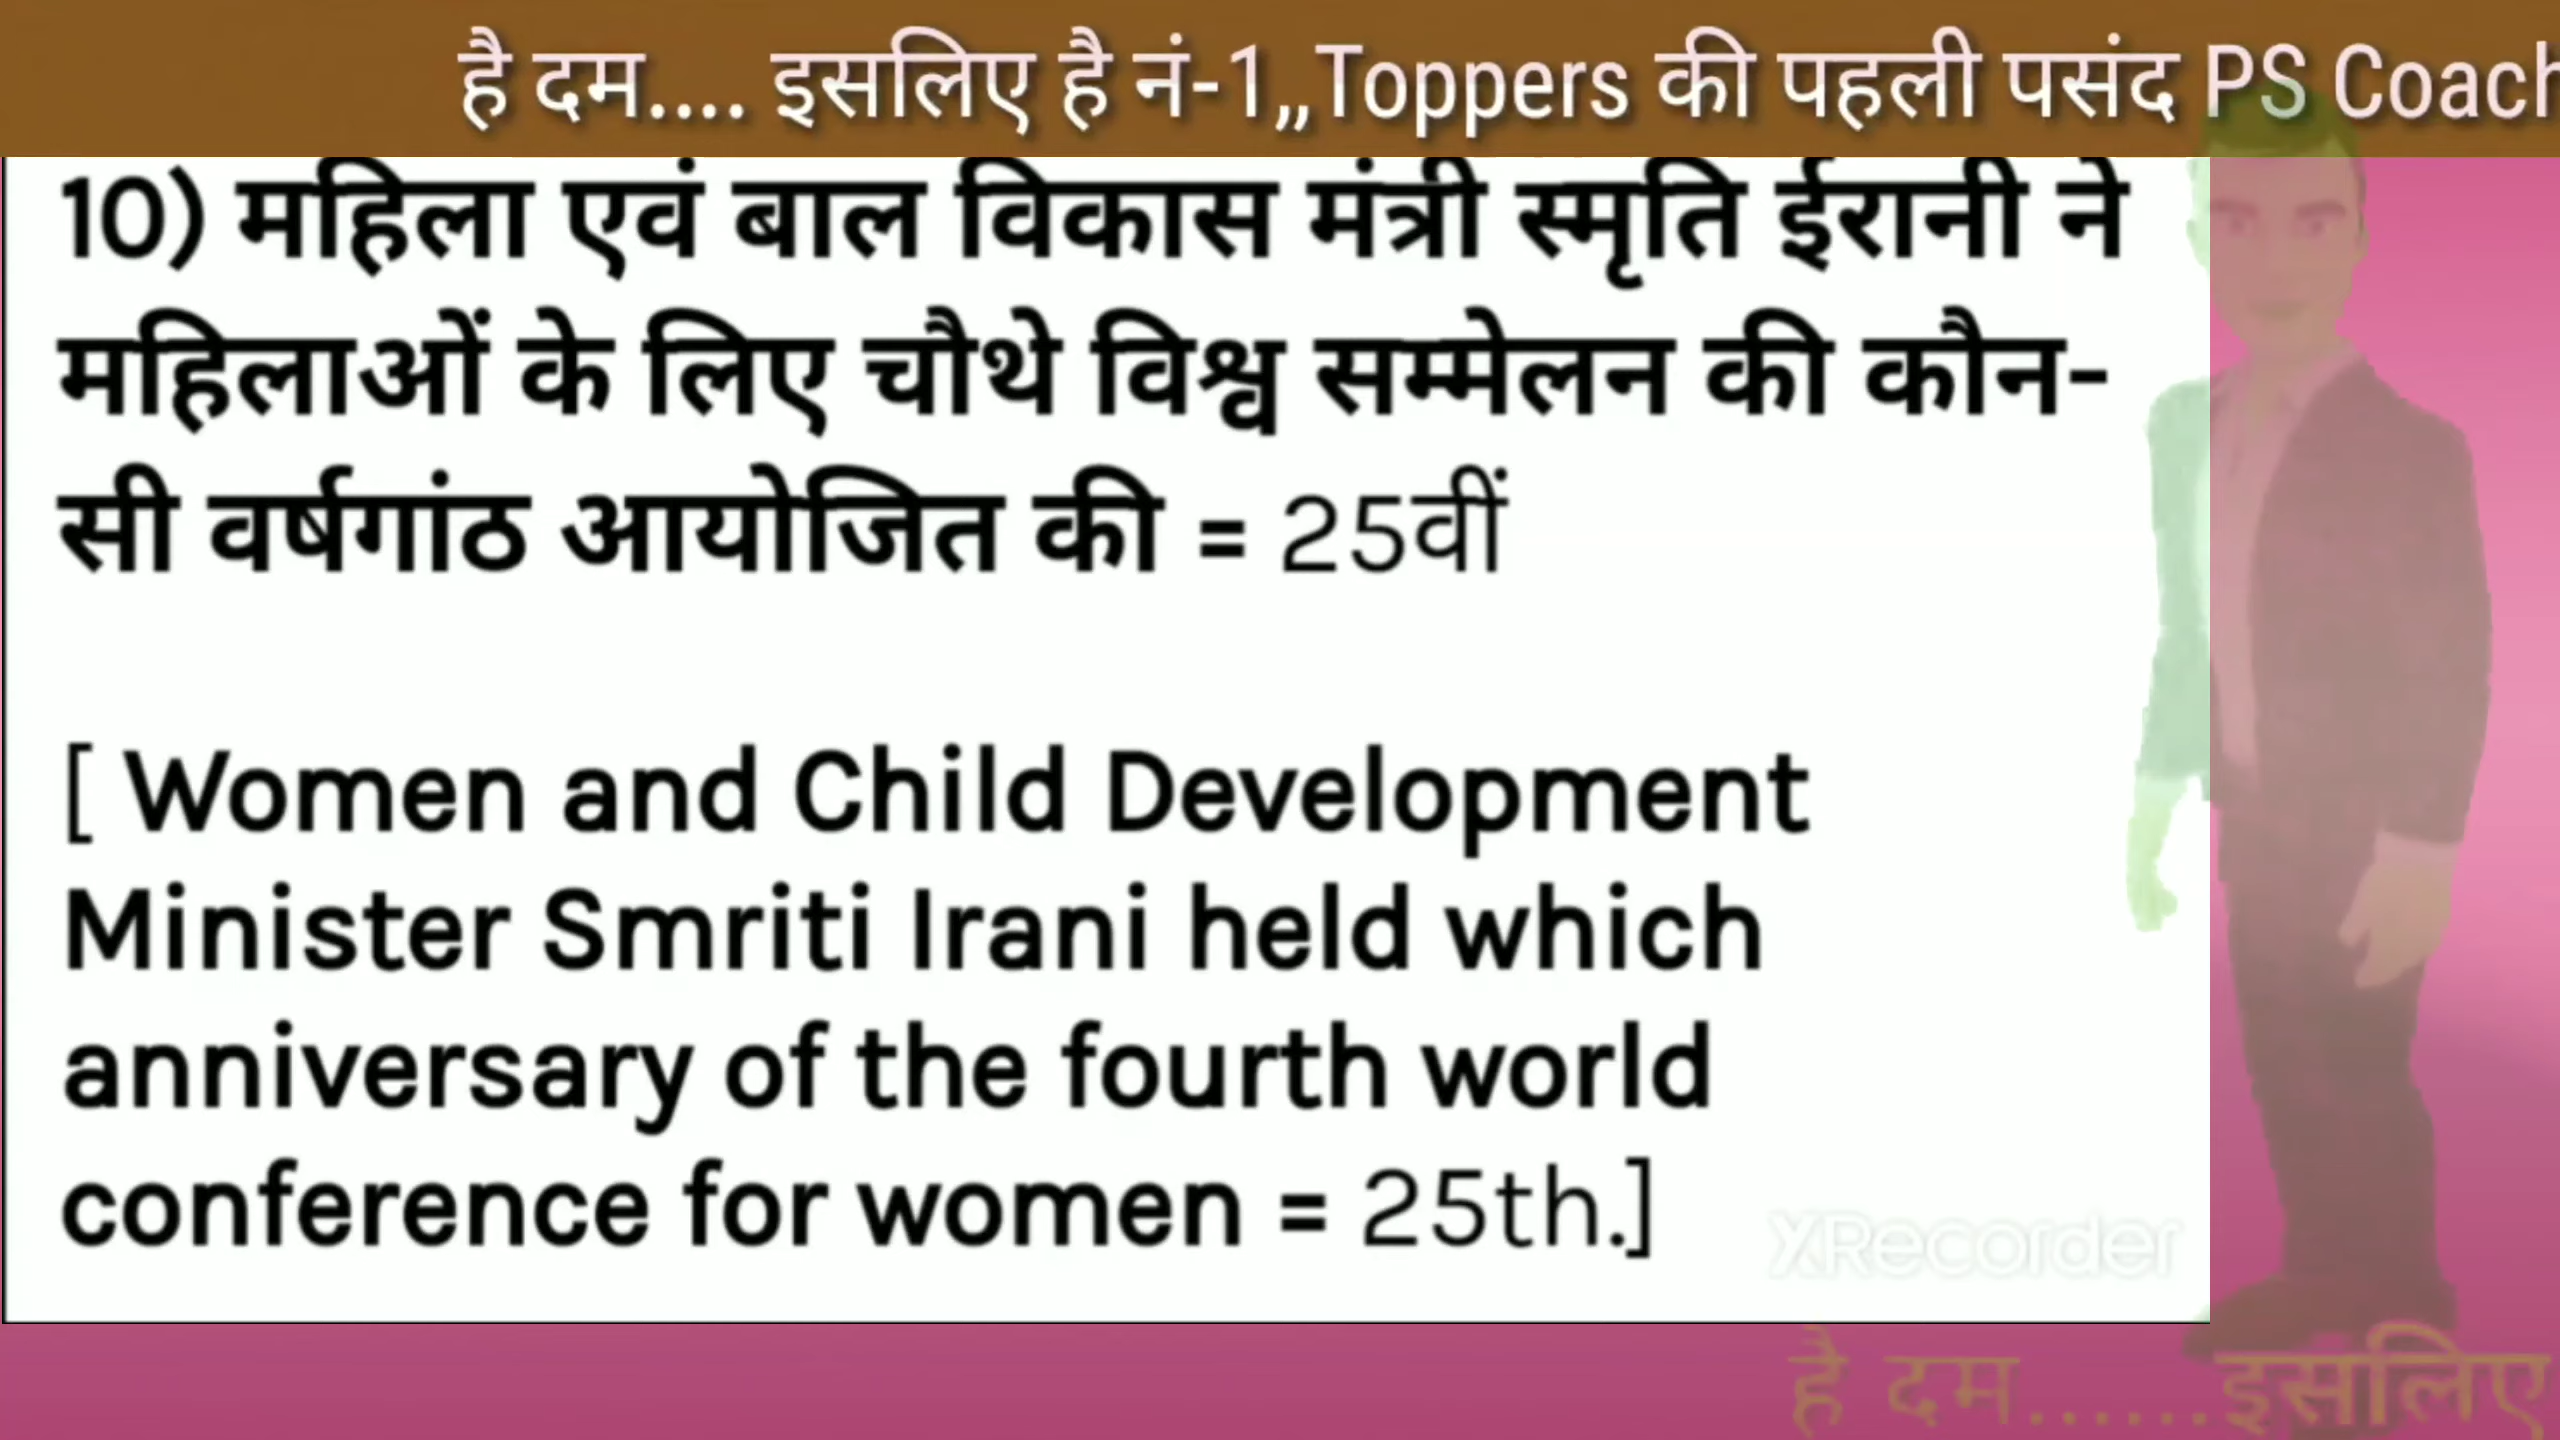 है दम.... इसलिए है नं-1,,Toppers की पहली पसंद PS Coach
10) महिला एवं बाल विकास मंत्री स्मृति ईरानी ने
महिलाओं के लिए चौथे विश्व सम्मेलन की कौन-
सी वर्षगांठ आयोजित की = 25वीं
[ Women and Child Development
Minister Smriti Irani held which
anniversary of the fourth world
conference for women = 25th.]
XRecorder
है दम......इसलिए